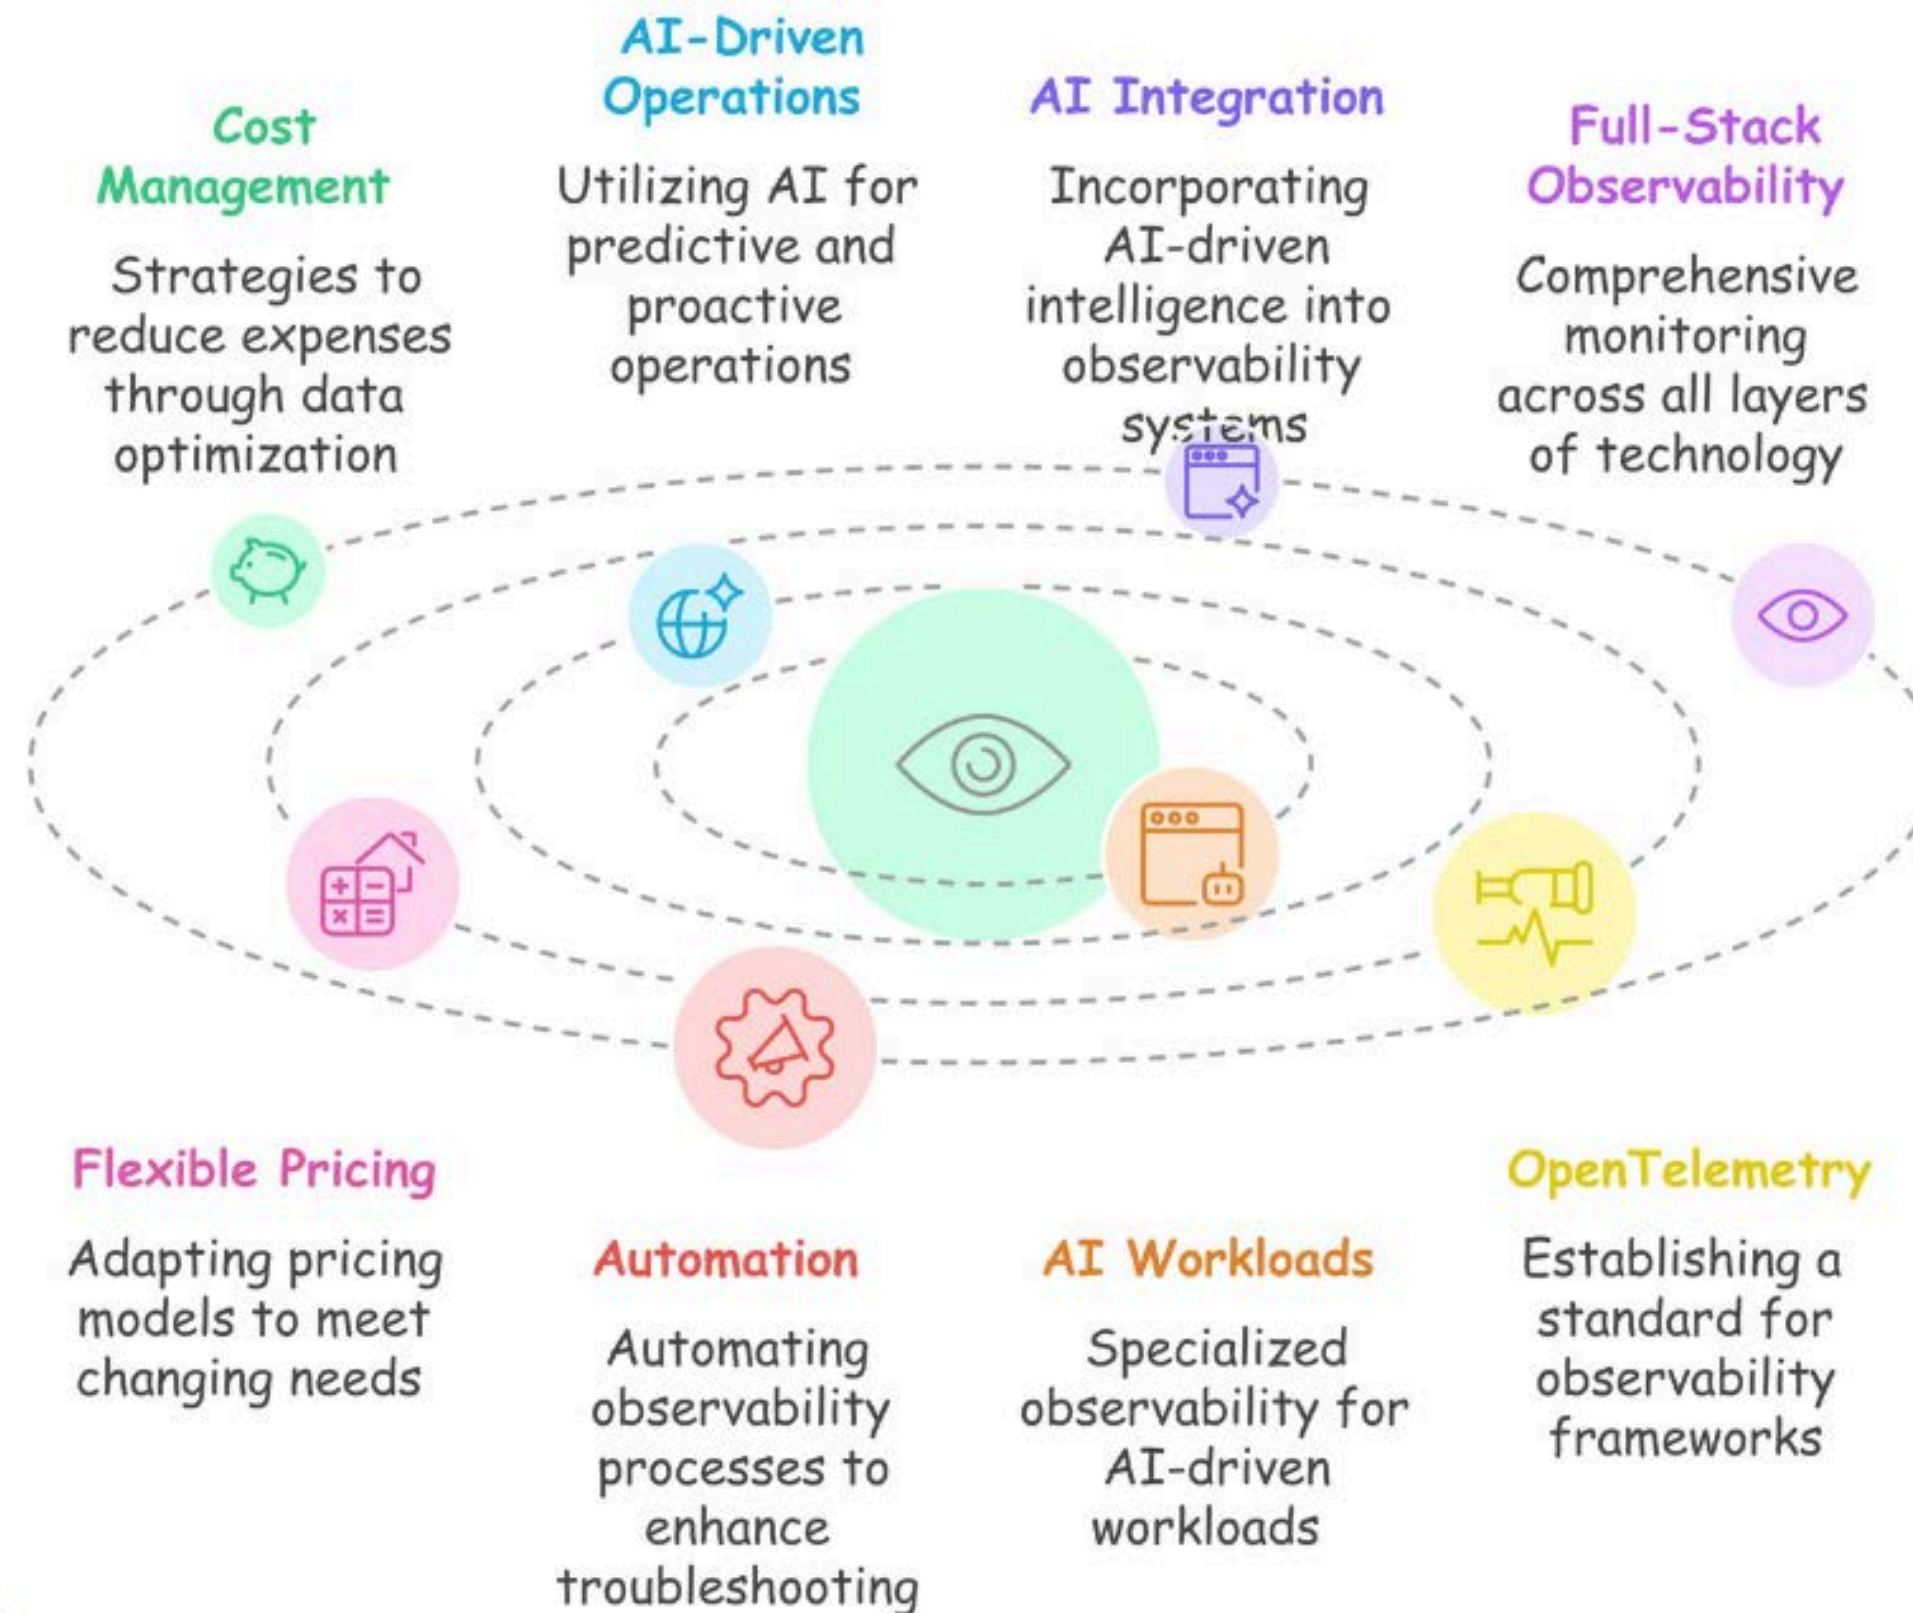 Cost
Management
Strategies to
reduce expenses
through data
optimization
AI-Driven
Operations
Utilizing AI for
predictive and
proactive
operations
AI Integration
Incorporating
AI-driven
intelligence into
observability
systems
Full-Stack
Observability
Comprehensive
monitoring
across all layers
of technology
Flexible Pricing
Adapting pricing
models to meet
changing needs
Automation
Automating
observability
processes to
enhance
troubleshooting
AI Workloads
Specialized
observability for
AI-driven
workloads
OpenTelemetry
Establishing a
standard for
observability
frameworks